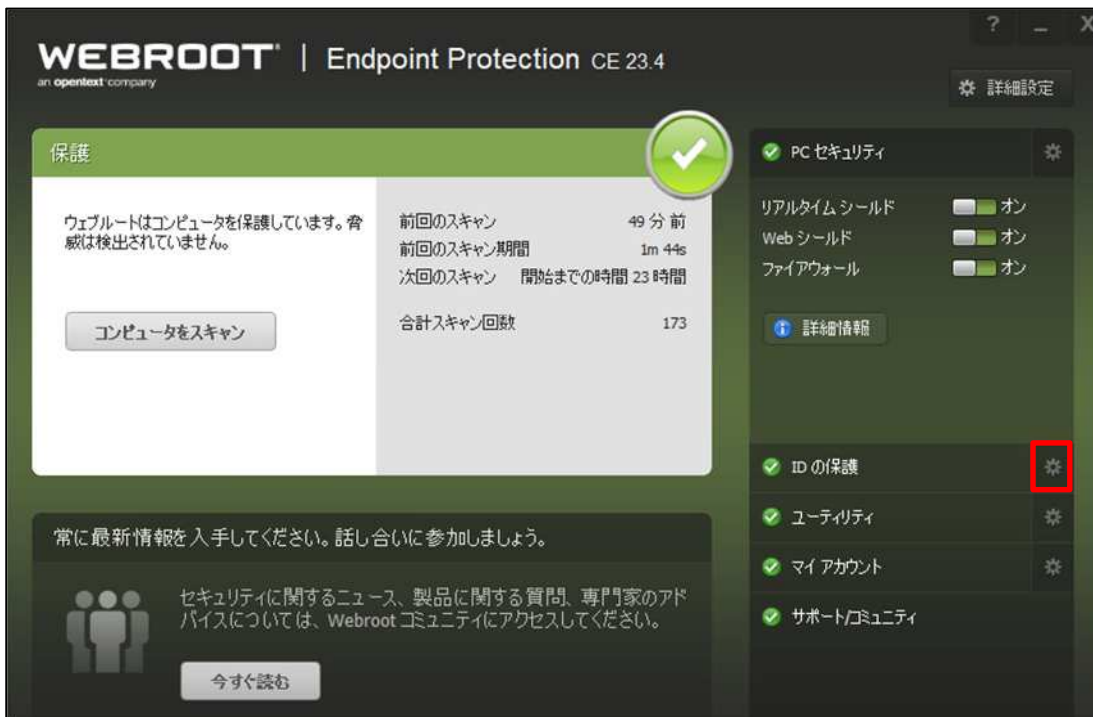 WEBROOT | Endpoint Protection CE 23.4
an opentext company
? _ X
詳細設定
保護
ウェブルートはコンピュータを保護しています。脅
威は検出されていません。
コンピュータをスキャン
前回のスキャン 49 分 前
前回のスキャン期間 1m 44s
次回のスキャン 開始までの時間 23 時間
合計スキャン回数 173
常に最新情報を入手してください。話し合いに参加しましょう。
セキュリティに関するニュース、製品に関する質問、専門家のアド
バイスについては、Webroot コミュニティにアクセスしてください。
今すぐ読む
PC セキュリティ
リアルタイム シールド オン
Web シールド オン
ファイアウォール オン
詳細情報
ID の保護
ユーティリティ
マイ アカウント
サポート/コミュニティ